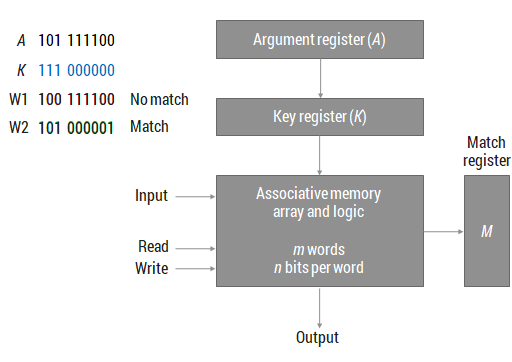 A 101 111100
K 111 000000
W1 100 111100 No match
W2 101 000001 Match
Argument register (A)
Key register (K)
Match
register
Input
Associative memory
array and logic
Read
m words
M
Write
n bits per word
Output